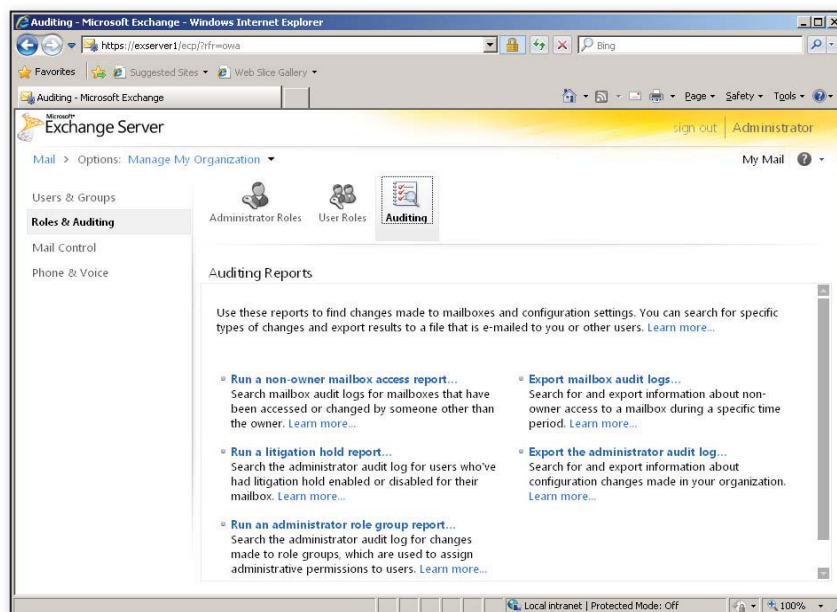 Auditing - Microsoft Exchange - Windows Internet Explorer
https://exserver1/ecp/?rfr=owa
Bing
Favorites
Suggested Sites
Web Slice Gallery
Auditing - Microsoft Exchange
Page
Safety
Tools
Microsoft
Exchange Server
sign out
Administrator
Mail > Options: Manage My Organization
My Mail
Users & Groups
Roles & Auditing
Mail Control
Phone & Voice
Administrator Roles
User Roles
Auditing
Auditing Reports
Use these reports to find changes made to mailboxes and configuration settings. You can search for specific
types of changes and export results to a file that is e-mailed to you or other users. Learn more...
Run a non-owner mailbox access report...
Search mailbox audit logs for mailboxes that have
been accessed or changed by someone other than
the owner. Learn more...
Run a litigation hold report...
Search the administrator audit log for users who've
had litigation hold enabled or disabled for their
mailbox. Learn more...
Run an administrator role group report...
Search the administrator audit log for changes
made to role groups, which are used to assign
administrative permissions to users. Learn more...
Export mailbox audit logs...
Search for and export information about non-
owner access to a mailbox during a specific time
period. Learn more...
Export the administrator audit log...
Search for and export information about
configuration changes made in your organization.
Learn more...
Local intranet | Protected Mode: Off
100%